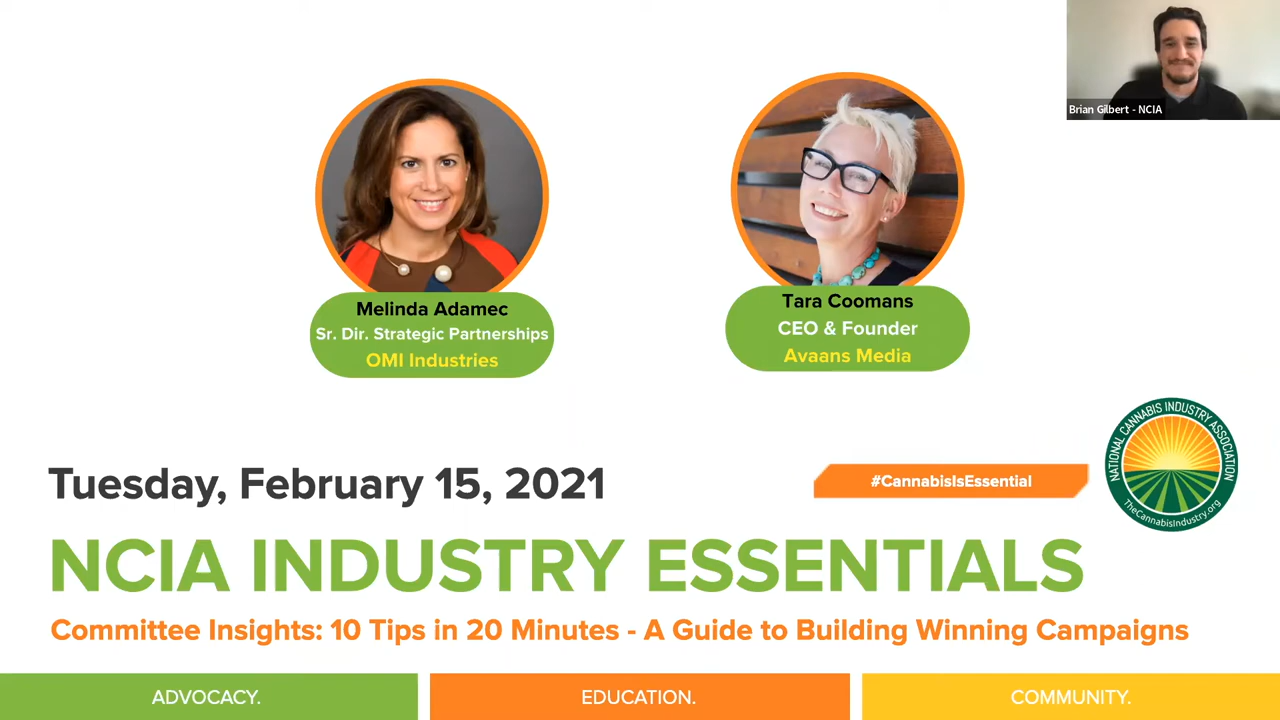 Brian Gilbert - NCIA
Melinda Adamec
Sr. Dir. Strategic Partnerships
OMI Industries
Tara Coomans
CEO & Founder
Avaans Media
Tuesday, February 15, 2021
#CannabisIsEssential
NATIONAL CANNABIS INDUSTRY ASSOCIATION
TheCannabisIndustry.org
NCIA INDUSTRY ESSENTIALS
Committee Insights: 10 Tips in 20 Minutes - A Guide to Building Winning Campaigns
ADVOCACY.
EDUCATION.
COMMUNITY.